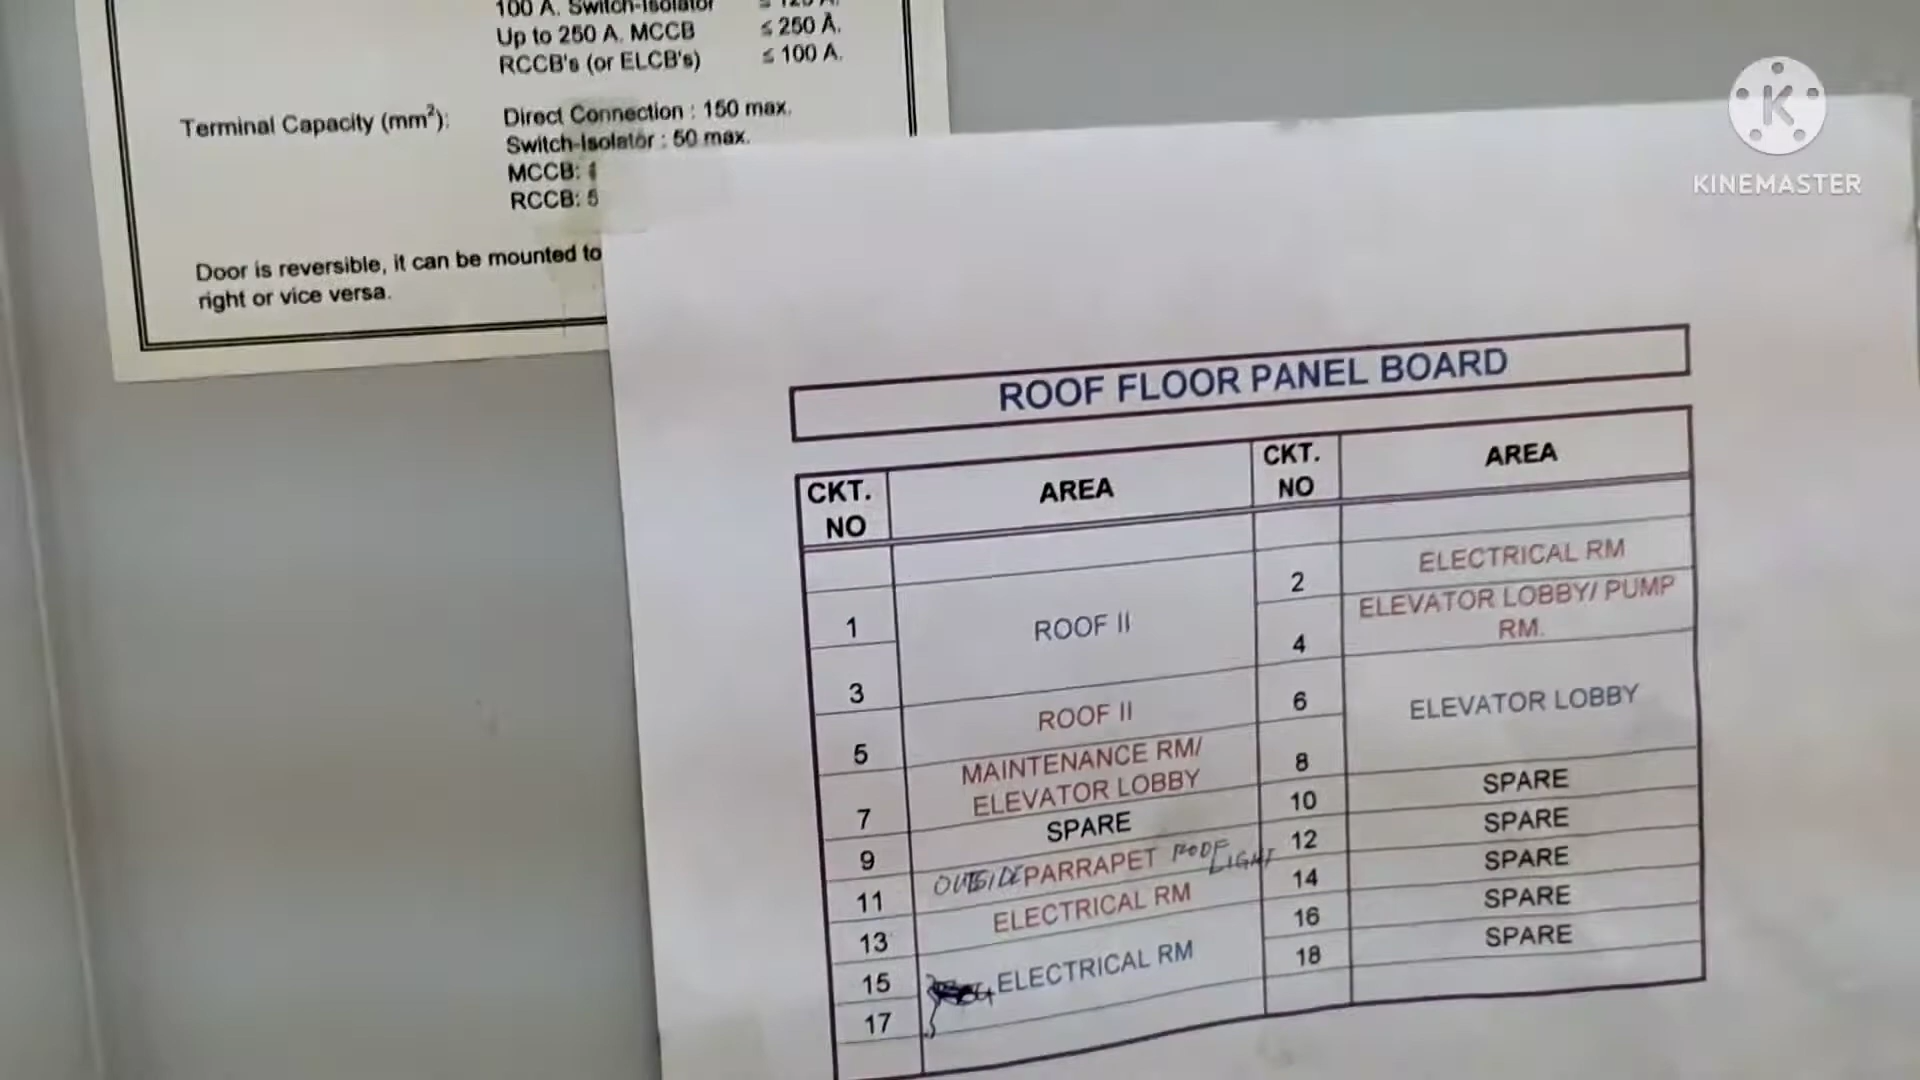 100 A. Switch-Isolator ≤ 125 A.
Up to 250 A. MCCB ≤ 250 A.
RCCB's (or ELCB's) ≤ 100 A.
Terminal Capacity (mm²): Direct Connection : 150 max.
Switch-Isolator : 50 max.
MCCB:
RCCB: 5
Door is reversible, it can be mounted to
right or vice versa.
K
KINEMASTER
ROOF FLOOR PANEL BOARD
CKT. NO AREA CKT. NO AREA
1 ROOF II 2 ELECTRICAL RM
3 4 ELEVATOR LOBBY/ PUMP
RM.
5 ROOF II 6 ELEVATOR LOBBY
7 MAINTENANCE RM/ 8
ELEVATOR LOBBY
9 SPARE 10 SPARE
11 OUTSIDE PARRAPET ROOF LIGHT 12 SPARE
13 ELECTRICAL RM 14 SPARE
15 ELECTRICAL RM 16 SPARE
17 18 SPARE